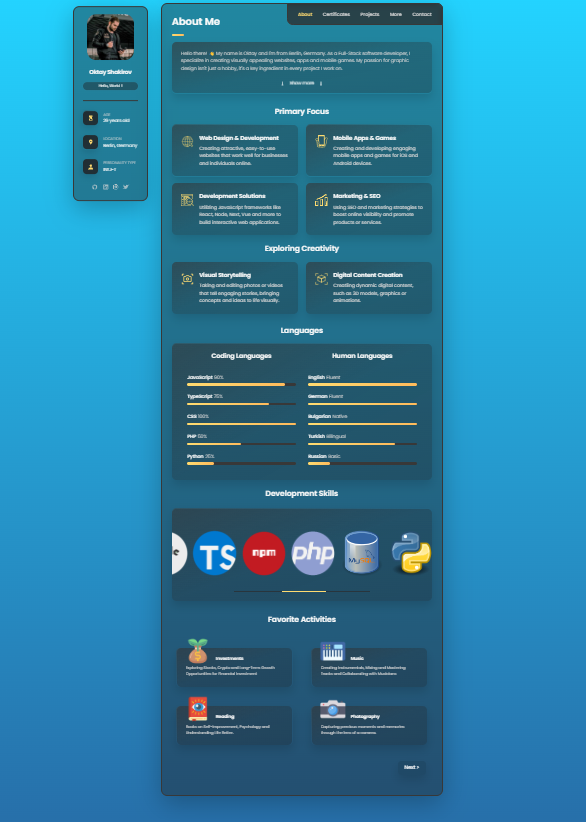 Oktay Shakirov
Hello, World !!
AGE
LOCATION
Berlin, Germany
PERSONALITY TYPE
About Me
About
Certificates
Projects
More
Contact
Hello there! 👋 My name is Oktay and I'm from Berlin, Germany. As a Full-Stack software developer, I
specialize in creating visually appealing websites, apps and mobile games. My passion for graphic
design isn't just a hobby, it's a key ingredient in every project I work on.
Show more
Primary Focus
Web Design & Development
Creating attractive, easy-to-use
websites that work well for businesses
and individuals online.
Mobile Apps & Games
Creating and developing engaging
mobile apps and games for iOS and
Android devices.
Development Solutions
Utilizing JavaScript frameworks like
React, Node, Nest, Vue and more to
build interactive web applications.
Marketing & SEO
Using SEO and marketing strategies to
boost online visibility and promote
products or services.
Exploring Creativity
Visual Storytelling
Taking and editing photos or videos
that tell engaging stories, bringing
concepts and ideas to life visually.
Digital Content Creation
Creating dynamic digital content,
such as 3D models, graphics or
animations.
Languages
Coding Languages
JavaScript 90%
TypeScript 75%
CSS 100%
PHP 50%
Python 25%
Human Languages
English Fluent
German Fluent
Bulgarian Native
Turkish Bilingual
Russian Basic
Development Skills
TS
npm
php
MySQL
Favorite Activities
Investments
Exploring Stocks, Crypto and Long-Term Growth
Opportunities for Financial Investment
Music
Creating Instrumentals, Mixing and Mastering
Tracks and Collaborating with Musicians
Reading
Books on Self-Improvement, Psychology and
Understanding Life Better.
Photography
Capturing precious moments and memories
through the lens of a camera.
Next >